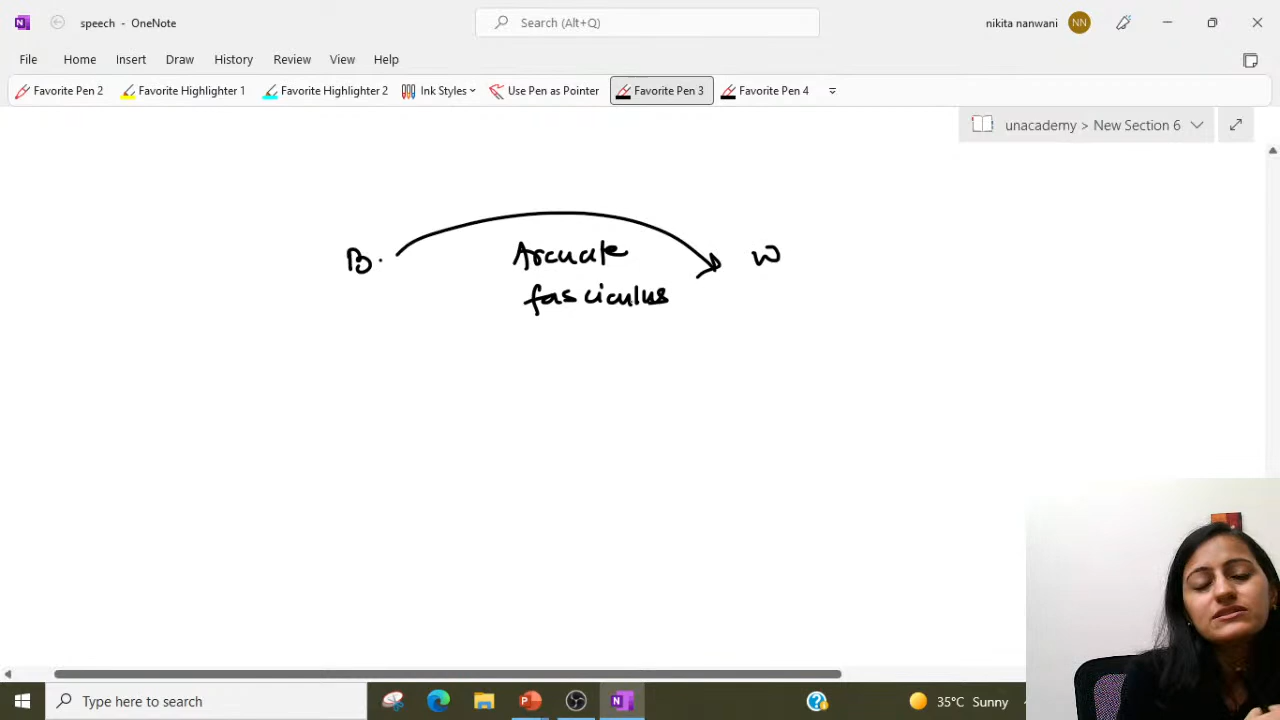 speech - OneNote
Search (Alt+Q)
nikita nanwani
NN
File Home Insert Draw History Review View Help
Favorite Pen 2 Favorite Highlighter 1 Favorite Highlighter 2 Ink Styles Use Pen as Pointer Favorite Pen 3 Favorite Pen 4
unacademy > New Section 6
B. Arcuate W
fasciculus
Type here to search
35°C Sunny